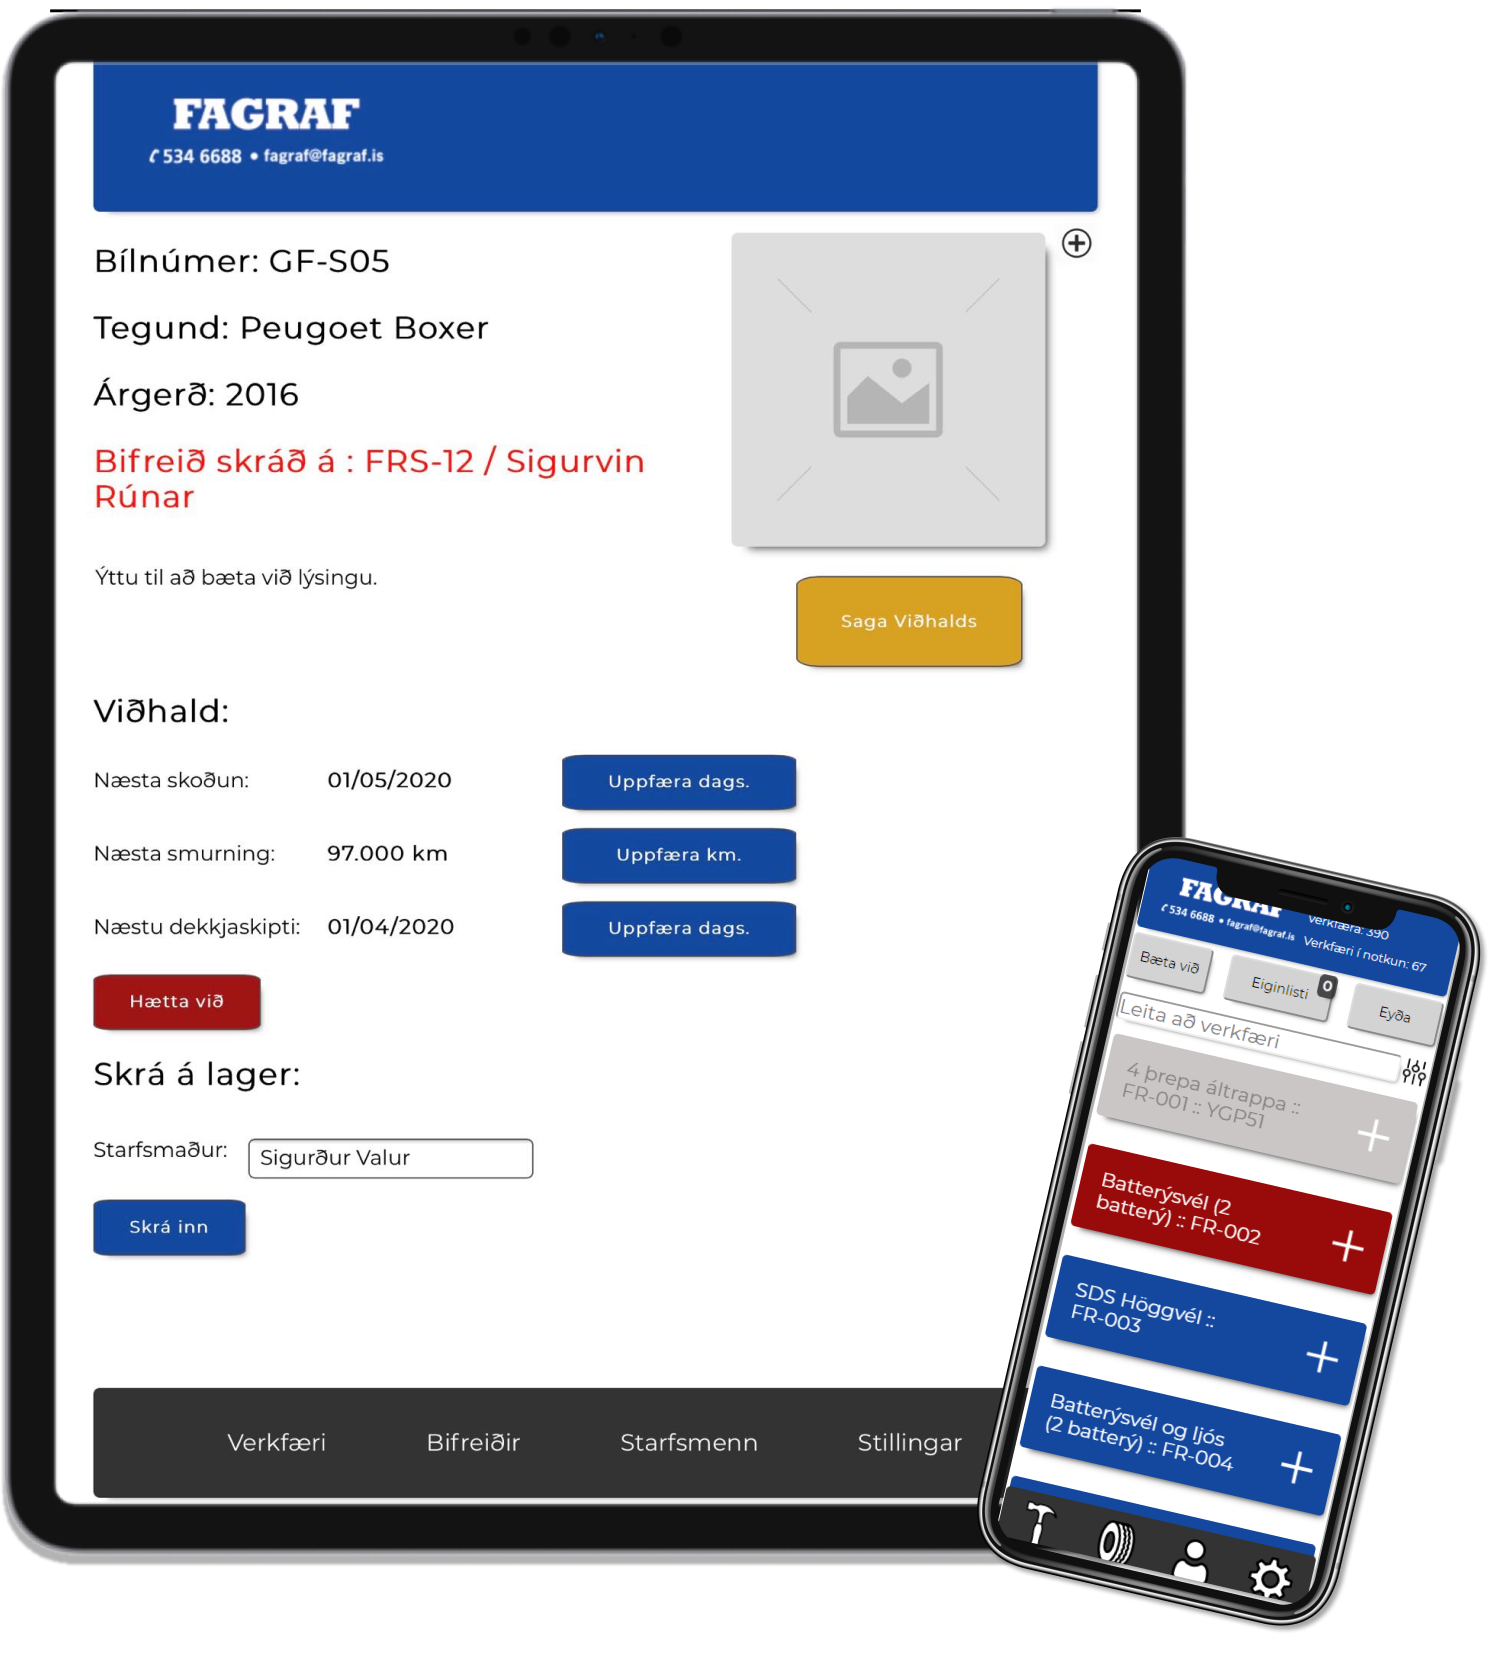 FAGRAF
534 6688 • fagraf@fagraf.is
Bílnúmer: GF-S05
Tegund: Peugoet Boxer
Árgerð: 2016
Bifreið skráð á : FRS-12 / Sigurvin
Rúnar
Ýttu til að bæta við lýsingu.
Saga Viðhalds
Viðhald:
Næsta skoðun: 01/05/2020 Uppfæra dags.
Næsta smurning: 97.000 km Uppfæra km.
Næstu dekkjaskipti: 01/04/2020 Uppfæra dags.
Hætta við
Skrá á lager:
Starfsmaður: Sigurður Valur
Skrá inn
Verkfæri Bifreiðir Starfsmenn Stillingar
FAGRAF
534 6688 • fagraf@fagraf.is
Verkfæra: 390
Verkfæri í notkun: 67
Bæta við
Eiginlisti 0
Eyða
Leita að verkfæri
4 þrepa áltrappa ::
FR-001 :: YGP51
Batterýsvél (2
batterý) :: FR-002
SDS Höggvél ::
FR-003
Batterýsvél og ljós
(2 batterý) :: FR-004